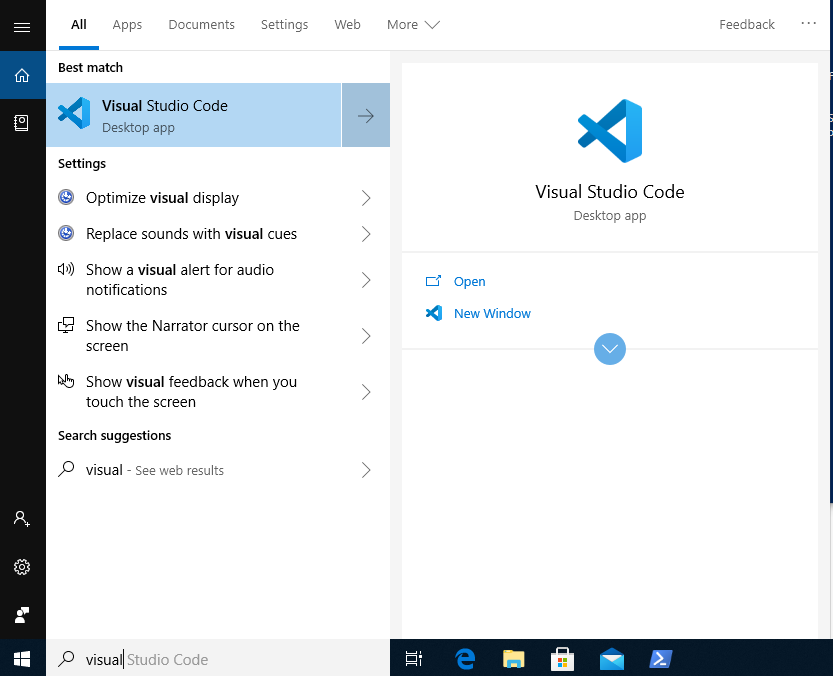 All Apps Documents Settings Web More Feedback ...
Best match
Visual Studio Code
Desktop app
Settings
Optimize visual display
Replace sounds with visual cues
Show a visual alert for audio
notifications
Show the Narrator cursor on the
screen
Show visual feedback when you
touch the screen
Search suggestions
visual - See web results
Visual Studio Code
Desktop app
Open
New Window
visual Studio Code